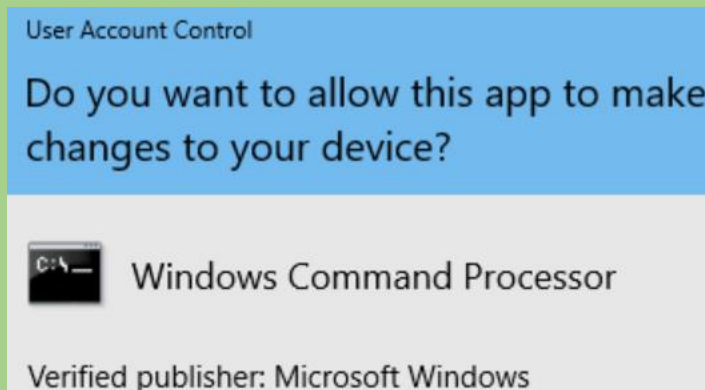 User Account Control
Do you want to allow this app to make
changes to your device?
C:\_
Windows Command Processor
Verified publisher: Microsoft Windows